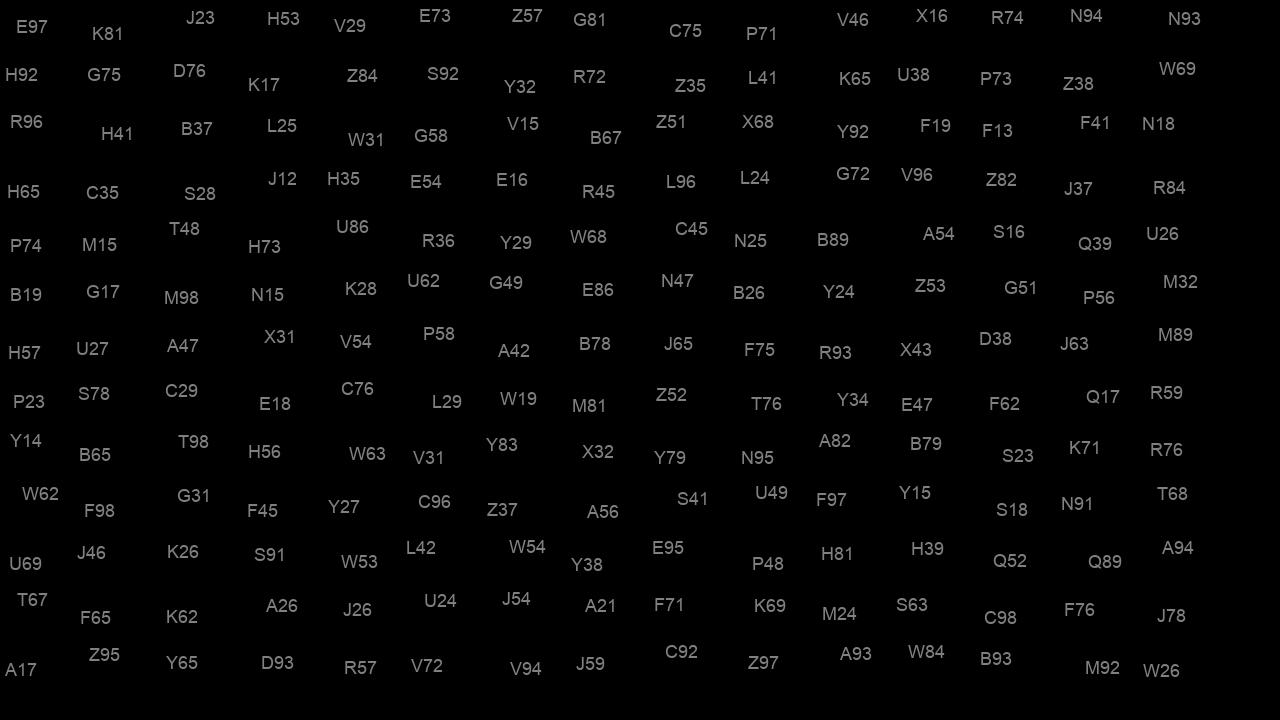 E97 K81 J23 H53 V29 E73 Z57 G81 C75 P71 V46 X16 R74 N94 N93
H92 G75 D76 K17 Z84 S92 Y32 R72 Z35 L41 K65 U38 P73 Z38 W69
R96 H41 B37 L25 W31 G58 V15 B67 Z51 X68 Y92 F19 F13 F41 N18
H65 C35 S28 J12 H35 E54 E16 R45 L96 L24 G72 V96 Z82 J37 R84
P74 M15 T48 H73 U86 R36 Y29 W68 C45 N25 B89 A54 S16 Q39 U26
B19 G17 M98 N15 K28 U62 G49 E86 N47 B26 Y24 Z53 G51 P56 M32
H57 U27 A47 X31 V54 P58 A42 B78 J65 F75 R93 X43 D38 J63 M89
P23 S78 C29 E18 C76 L29 W19 M81 Z52 T76 Y34 E47 F62 Q17 R59
Y14 B65 T98 H56 W63 V31 Y83 X32 Y79 N95 A82 B79 S23 K71 R76
W62 F98 G31 F45 Y27 C96 Z37 A56 S41 U49 F97 Y15 S18 N91 T68
U69 J46 K26 S91 W53 L42 W54 Y38 E95 P48 H81 H39 Q52 Q89 A94
T67 F65 K62 A26 J26 U24 J54 A21 F71 K69 M24 S63 C98 F76 J78
A17 Z95 Y65 D93 R57 V72 V94 J59 C92 Z97 A93 W84 B93 M92 W26